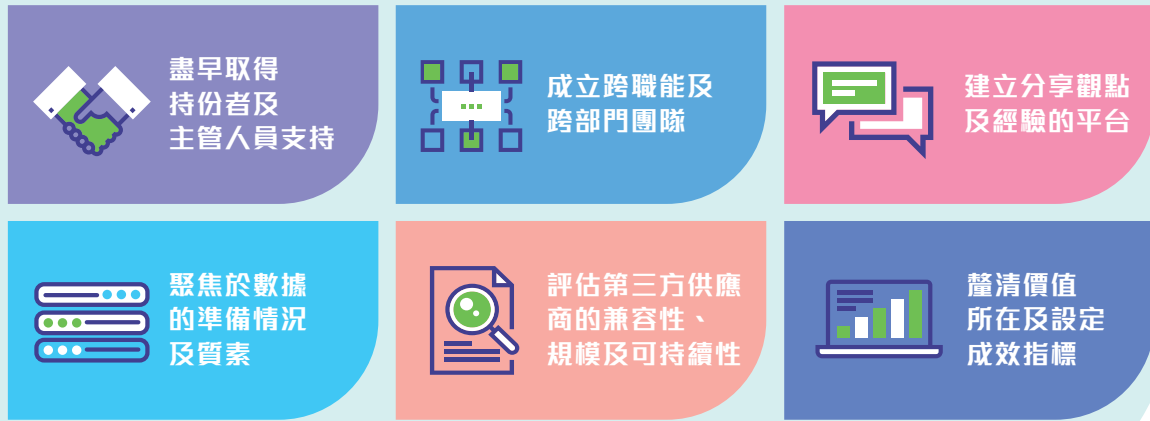 盡早取得
持份者及
主管人員支持
成立跨職能及
跨部門團隊
建立分享觀點
及經驗的平台
聚焦於數據
的準備情況
及質素
評估第三方供應
商的兼容性、
規模及可持續性
釐清價值
所在及設定
成效指標